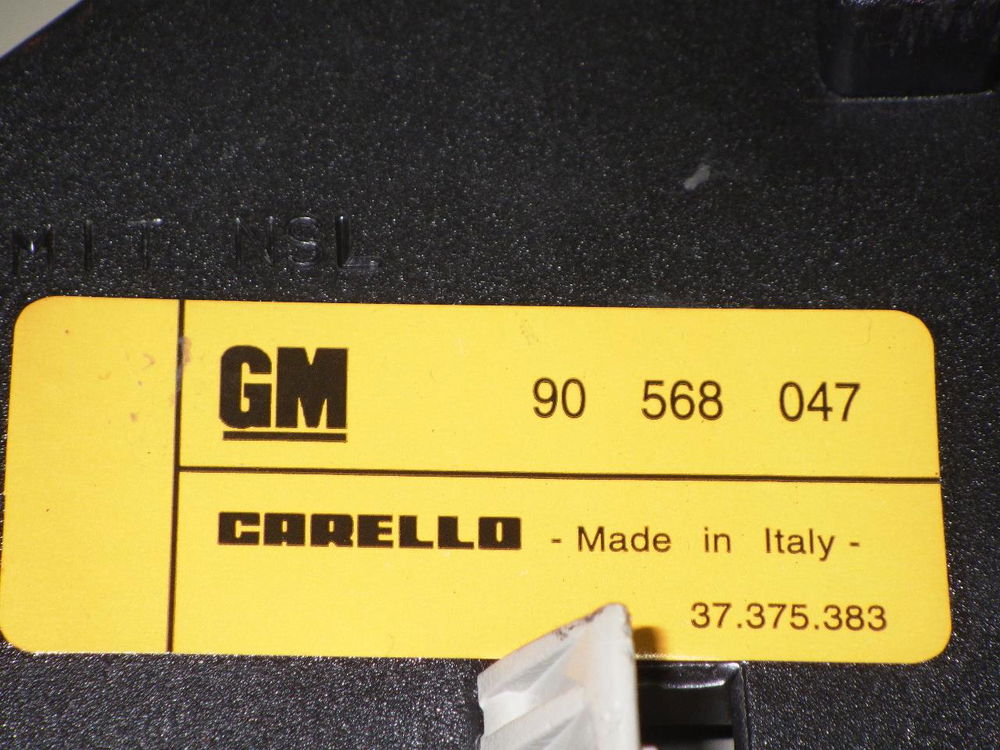 MIT NSL
GM 90 568 047
CARELLO - Made in Italy -
37.375.383